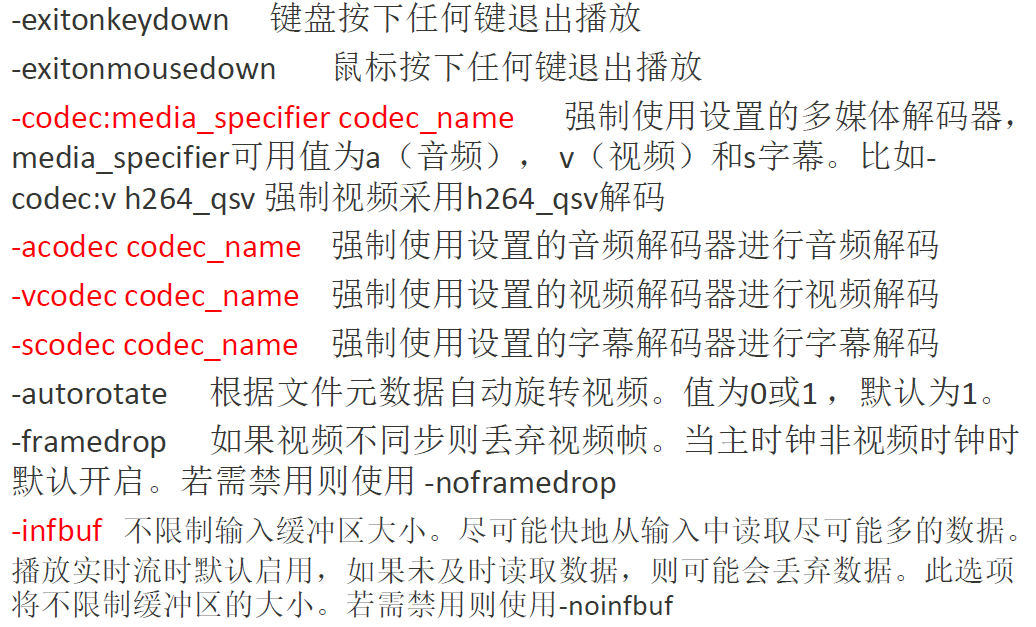 -exitonkeydown 键盘按下任何键退出播放
-exitonmousedown 鼠标按下任何键退出播放
-codec:media_specifier codec_name 强制使用设置的多媒体解码器，
media_specifier可用值为a（音频）， v（视频）和s字幕。比如-
codec:v h264_qsv 强制视频采用h264_qsv解码
-acodec codec_name 强制使用设置的音频解码器进行音频解码
-vcodec codec_name 强制使用设置的视频解码器进行视频解码
-scodec codec_name 强制使用设置的字幕解码器进行字幕解码
-autorotate 根据文件元数据自动旋转视频。值为0或1 ，默认为1。
-framedrop 如果视频不同步则丢弃视频帧。当主时钟非视频时钟时
默认开启。若需禁用则使用 -noframedrop
-infbuf 不限制输入缓冲区大小。尽可能快地从输入中读取尽可能多的数据。
播放实时流时默认启用，如果未及时读取数据，则可能会丢弃数据。此选项
将不限制缓冲区的大小。若需禁用则使用-noinfbuf